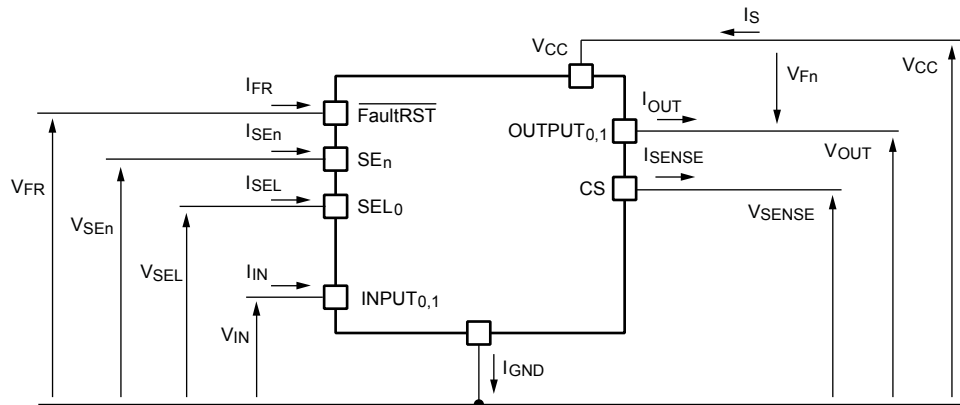 IS
VCC
VFn
VCC
IFR
FaultRST
IOUT
OUTPUT0,1
ISEn
SEn
ISENSE
VOUT
VFR
ISEL
SEL0
CS
VSEn
VSENSE
VSEL
IIN
INPUT0,1
VIN
IGND